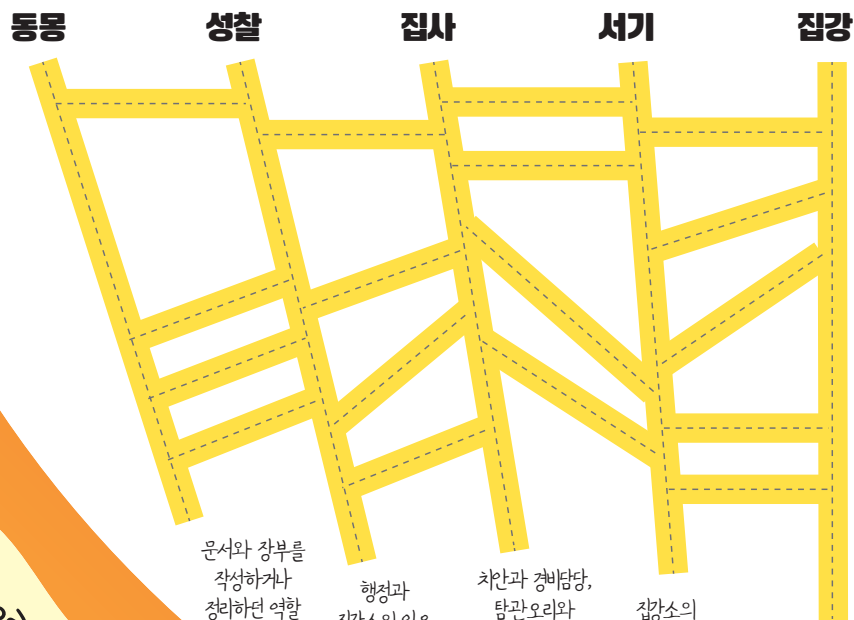 동몽
성찰
집사
서기
집강
문서와 장부를
작성하거나
정리하던 역할
행정과
치안과 경비담당,
탐관오리와
집강소의